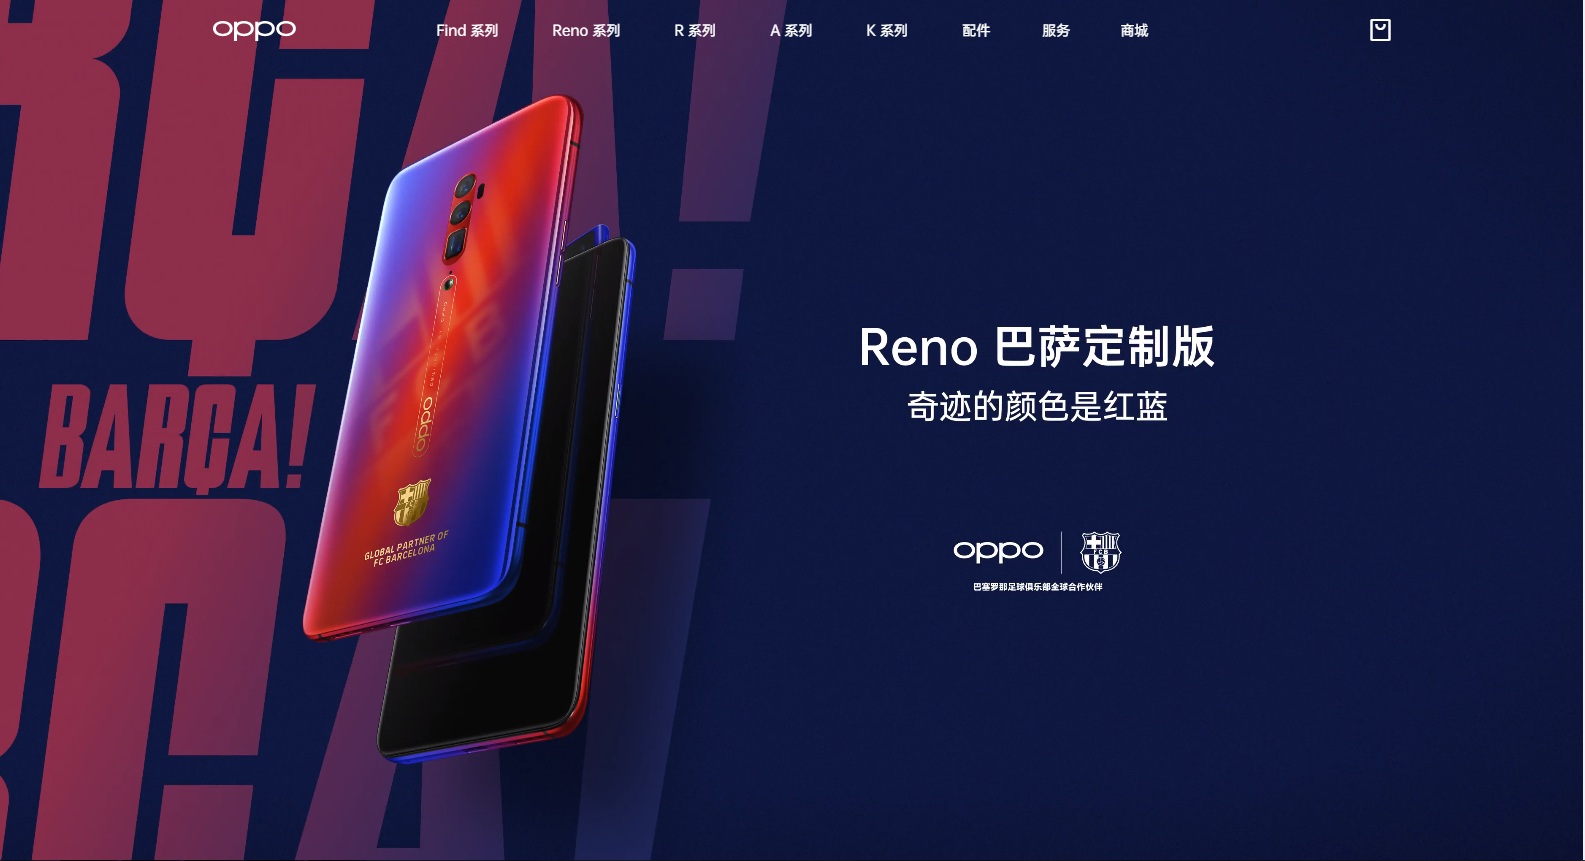 oppo
Find 系列
Reno 系列
R 系列
A 系列
K 系列
配件
服务
商城
BARÇA!
oppo
GLOBAL PARTNER OF
FC BARCELONA
Reno 巴萨定制版
奇迹的颜色是红蓝
oppo
FCB
巴塞罗那足球俱乐部全球合作伙伴